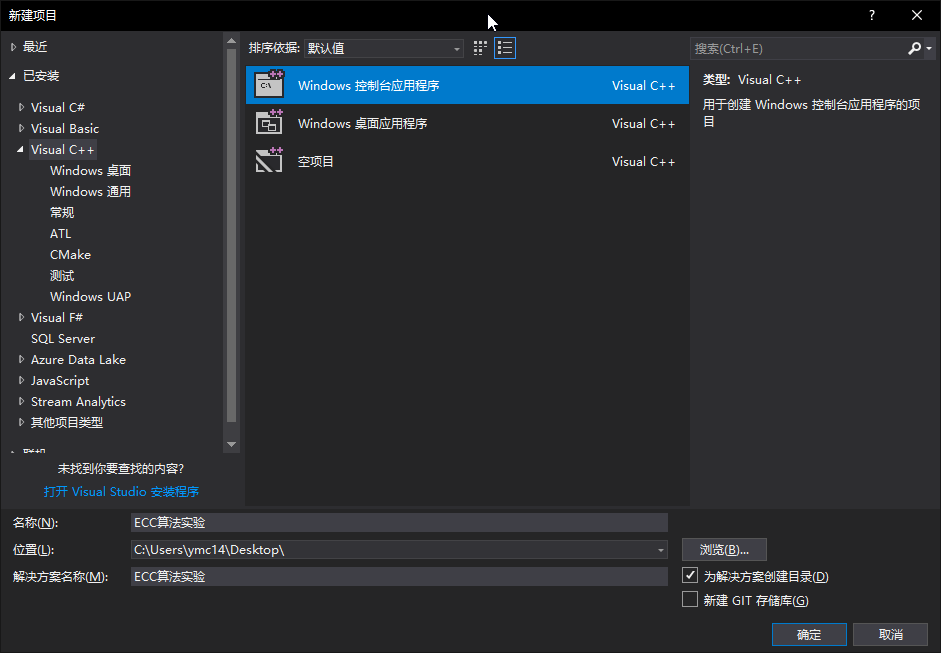 新建项目
?
最近
已安装
Visual C#
Visual Basic
Visual C++
Windows 桌面
Windows 通用
常规
ATL
CMake
测试
Windows UAP
Visual F#
SQL Server
Azure Data Lake
JavaScript
Stream Analytics
其他项目类型
未找到你要查找的内容?
打开 Visual Studio 安装程序
排序依据: 默认值
Windows 控制台应用程序 Visual C++
Windows 桌面应用程序 Visual C++
空项目 Visual C++
搜索(Ctrl+E)
类型: Visual C++
用于创建 Windows 控制台应用程序的项
目
名称(N): ECC算法实验
位置(L): C:\Users\ymc14\Desktop\ 浏览(B)...
解决方案名称(M): ECC算法实验 为解决方案创建目录(D)
新建 GIT 存储库(G)
确定 取消